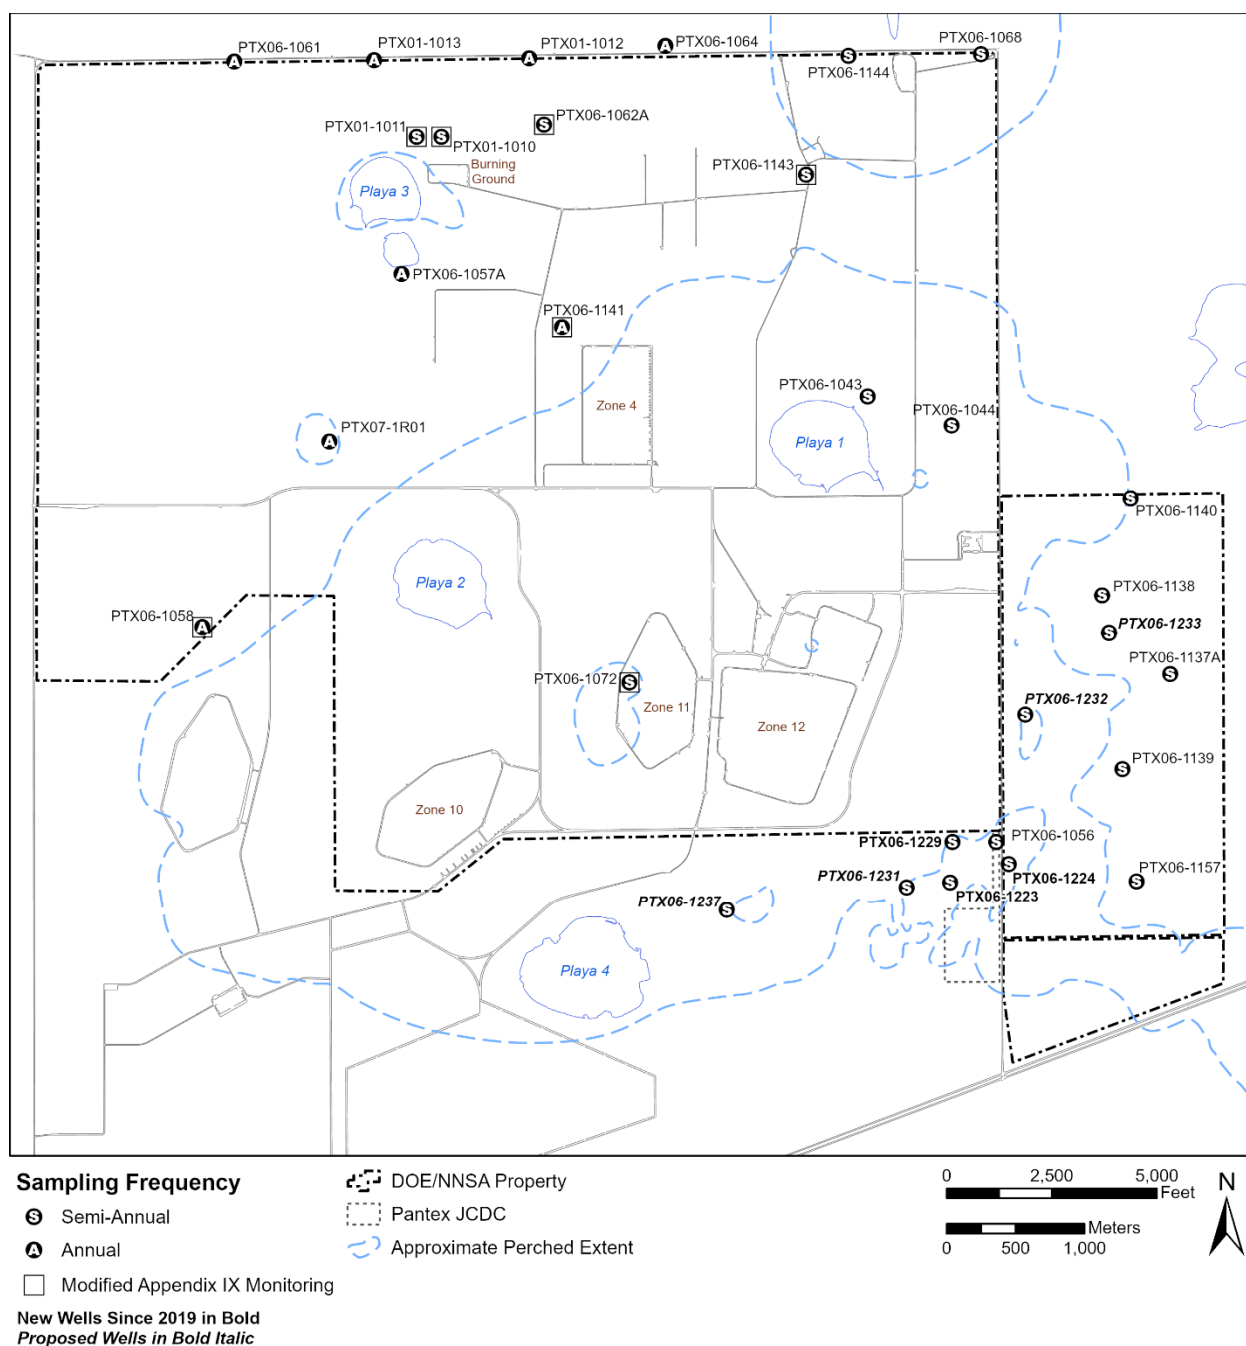 PTX06-1061
PTX01-1013
PTX01-1012
PTX06-1064
PTX06-1068
PTX06-1144
PTX01-1011
PTX01-1010
PTX06-1062A
Burning
Ground
PTX06-1143
Playa 3
PTX06-1057A
PTX06-1141
Zone 4
PTX06-1043
PTX06-1044
PTX07-1R01
Playa 1
PTX06-1140
Playa 2
PTX06-1138
PTX06-1233
PTX06-1058
PTX06-1137A
PTX06-1072
PTX06-1232
Zone 11
Zone 12
PTX06-1139
Zone 10
PTX06-1229
PTX06-1056
PTX06-1231
PTX06-1224
PTX06-1157
PTX06-1223
PTX06-1237
Playa 4
Sampling Frequency
S Semi-Annual
A Annual
Modified Appendix IX Monitoring
New Wells Since 2019 in Bold
Proposed Wells in Bold Italic
DOE/NNSA Property
Pantex JCDC
Approximate Perched Extent
0 2,500 5,000
Feet
Meters
0 500 1,000
N